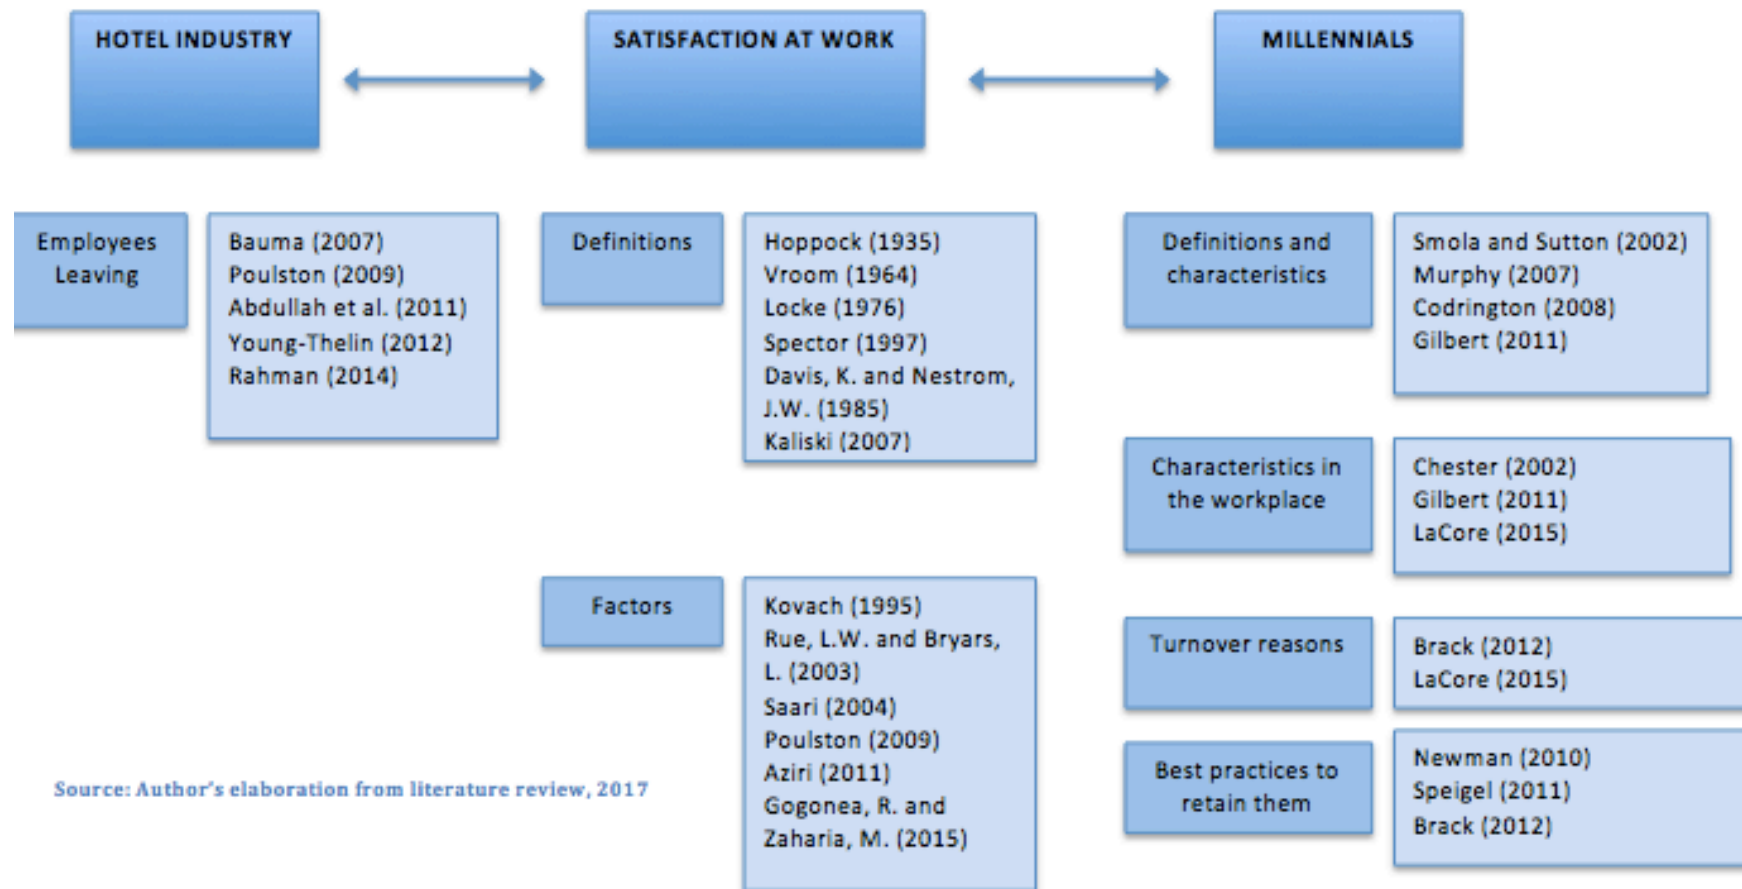 HOTEL INDUSTRY
SATISFACTION AT WORK
MILLENNIALS
Employees
Leaving
Bauma (2007)
Poulston (2009)
Abdullah et al. (2011)
Young-Thelin (2012)
Rahman (2014)
Definitions
Hoppock (1935)
Vroom (1964)
Locke (1976)
Spector (1997)
Davis, K. and Nestrom,
J.W. (1985)
Kaliski (2007)
Factors
Kovach (1995)
Rue, L.W. and Bryars,
L. (2003)
Saari (2004)
Poulston (2009)
Aziri (2011)
Gogonea, R. and
Zaharia, M. (2015)
Definitions and
characteristics
Smola and Sutton (2002)
Murphy (2007)
Codrington (2008)
Gilbert (2011)
Characteristics in
the workplace
Chester (2002)
Gilbert (2011)
LaCore (2015)
Turnover reasons
Brack (2012)
LaCore (2015)
Best practices to
retain them
Newman (2010)
Speigel (2011)
Brack (2012)
Source: Author's elaboration from literature review, 2017